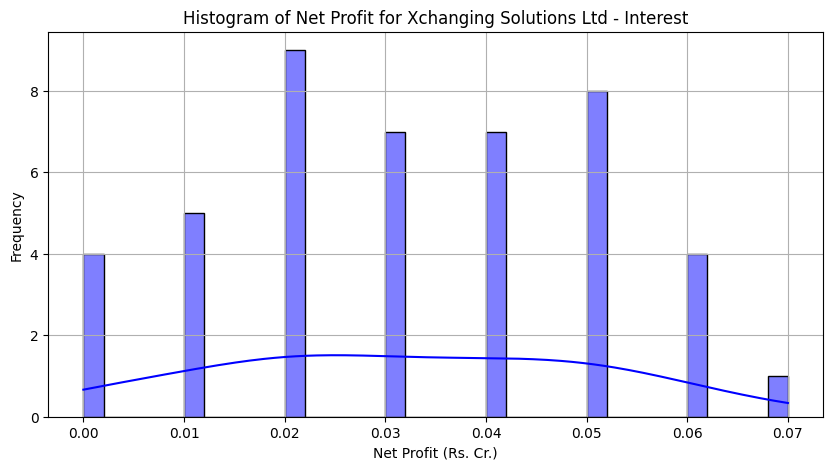 Histogram of Net Profit for Xchanging Solutions Ltd - Interest
Frequency
8
6
4
2
0
0.00 0.01 0.02 0.03 0.04 0.05 0.06 0.07
Net Profit (Rs. Cr.)